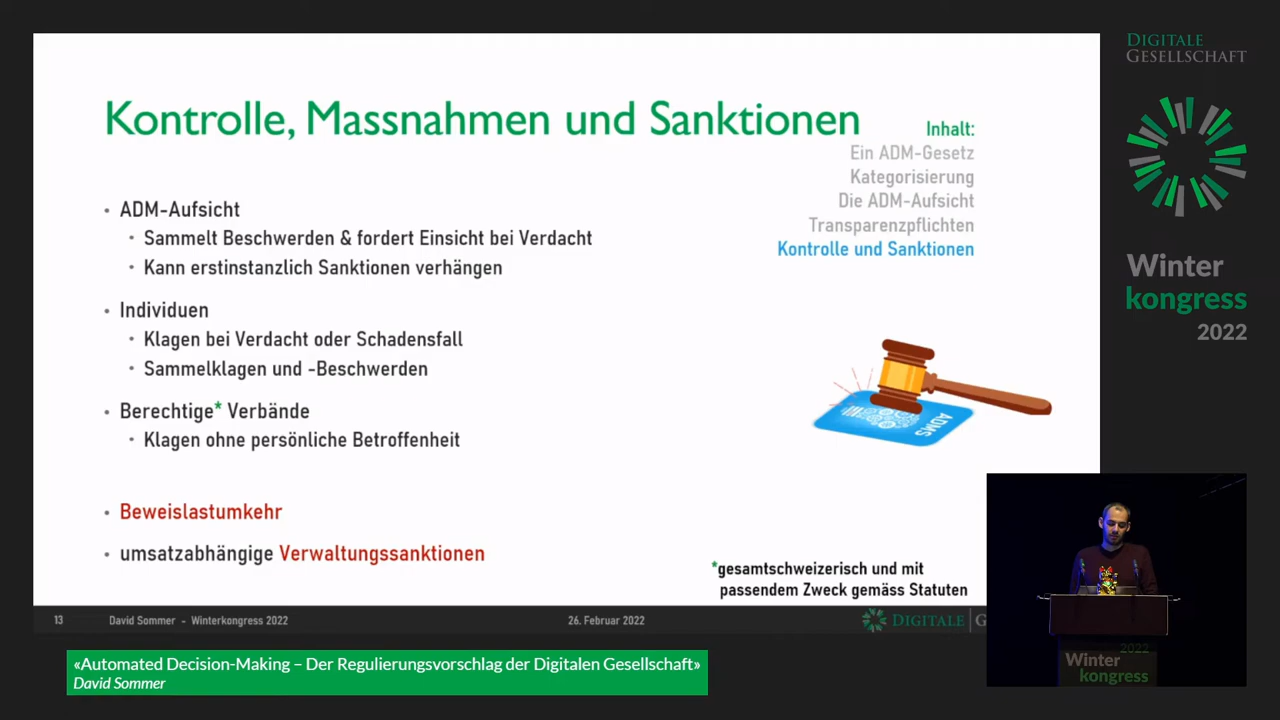 Kontrolle, Massnahmen und Sanktionen
Inhalt:
Ein ADM-Gesetz
Kategorisierung
Die ADM-Aufsicht
Transparenzpflichten
Kontrolle und Sanktionen
• ADM-Aufsicht
• Sammelt Beschwerden & fordert Einsicht bei Verdacht
• Kann erstinstanzlich Sanktionen verhängen
• Individuen
• Klagen bei Verdacht oder Schadensfall
• Sammelklagen und -Beschwerden
• Berechtige* Verbände
• Klagen ohne persönliche Betroffenheit
• Beweislastumkehr
• umsatzabhängige Verwaltungssanktionen
ADMS
*gesamtschweizerisch und mit
passendem Zweck gemäss Statuten
13
David Sommer - Winterkongress 2022
26. Februar 2022
DIGITALE G
«Automated Decision-Making – Der Regulierungsvorschlag der Digitalen Gesellschaft»
David Sommer
DIGITALE
GESELLSCHAFT
Winter
kongress
2022
2022
Winter
kongress